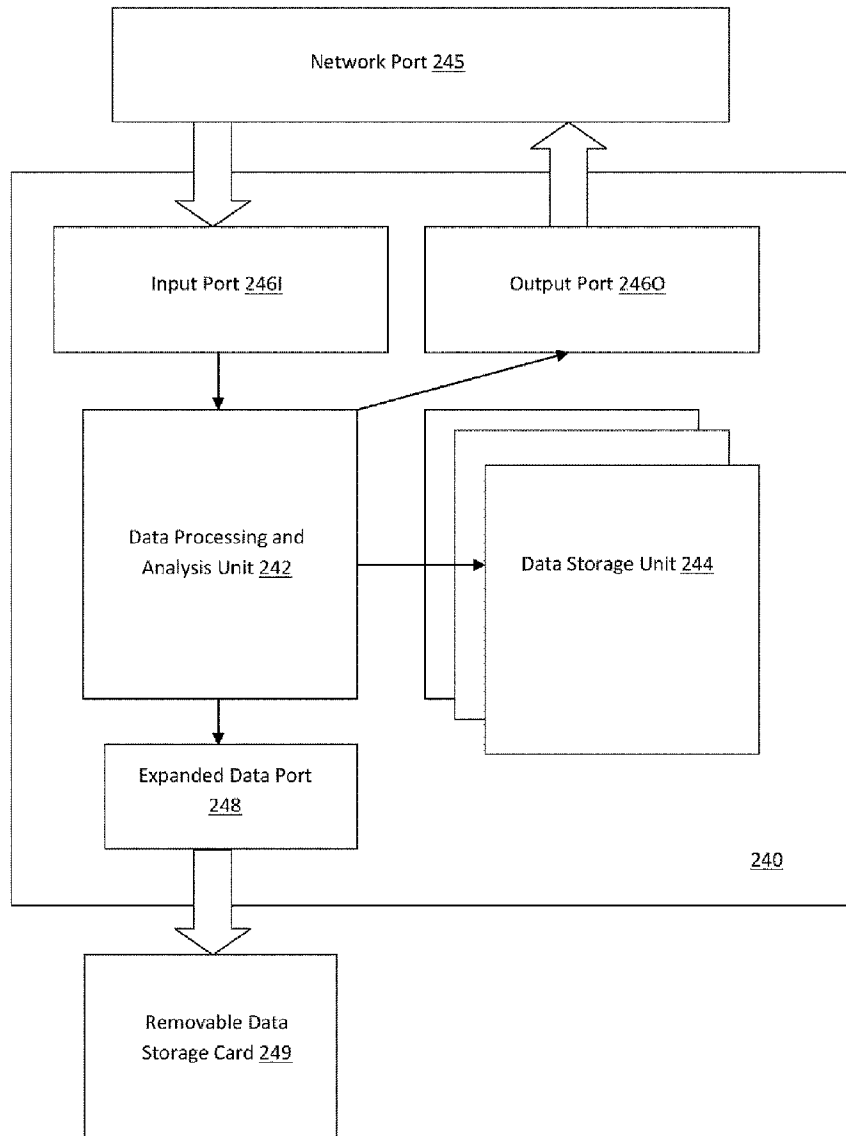 Network Port 245
Input Port 246I
Output Port 246O
Data Processing and
Analysis Unit 242
Data Storage Unit 244
Expanded Data Port
248
240
Removable Data
Storage Card 249